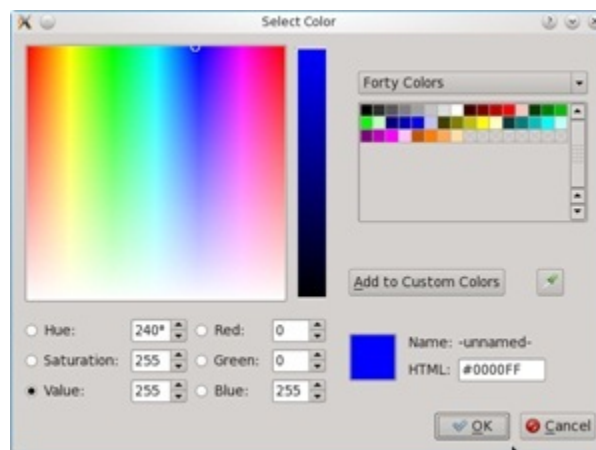 Select Color
Forty Colors
Add to Custom Colors
Hue: 240° Red: 0
Saturation: 255 Green: 0
Value: 255 Blue: 255
Name: -unnamed-
HTML: #0000FF
OK Cancel